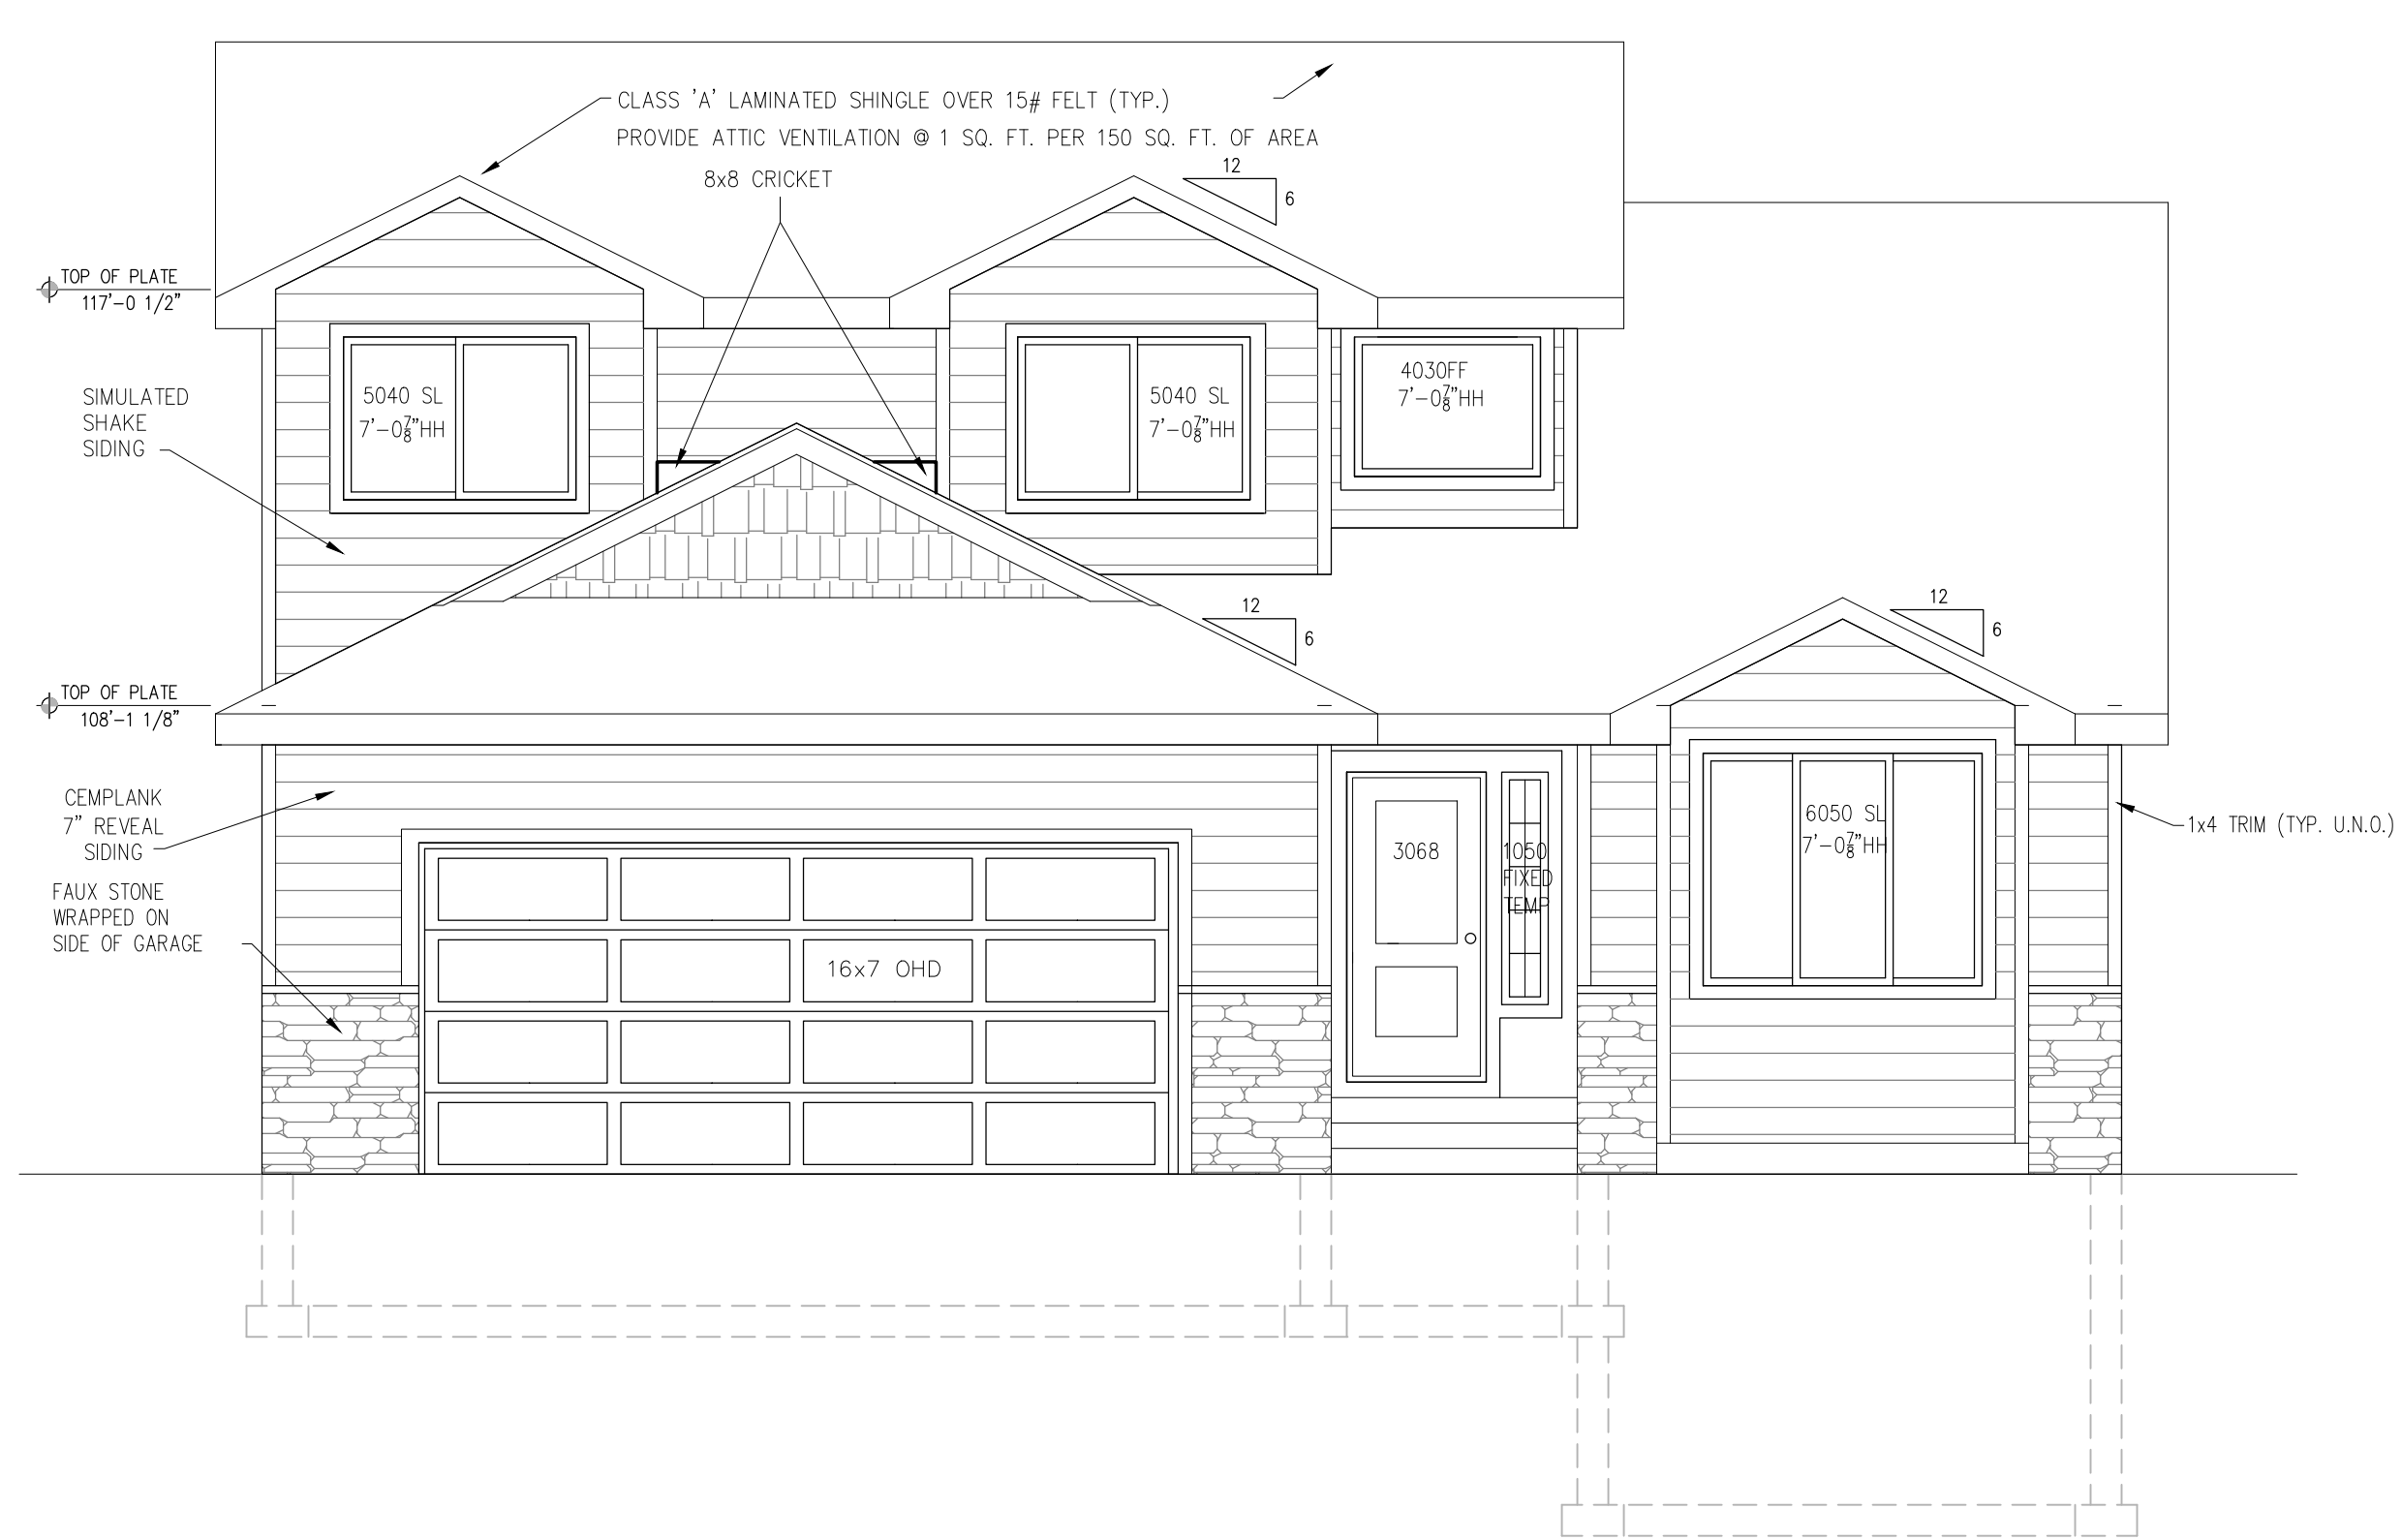 CLASS 'A' LAMINATED SHINGLE OVER 15# FELT (TYP.)
PROVIDE ATTIC VENTILATION @ 1 SQ. FT. PER 150 SQ. FT. OF AREA
8x8 CRICKET
12
6
TOP OF PLATE
117'-0 1/2"
SIMULATED
SHAKE
SIDING
5040 SL
7'-0 7/8"HH
5040 SL
7'-0 7/8"HH
4030FF
7'-0 7/8"HH
12
6
12
6
TOP OF PLATE
108'-1 1/8"
CEMPLANK
7" REVEAL
SIDING
FAUX STONE
WRAPPED ON
SIDE OF GARAGE
16x7 OHD
3068
1050
FIXED
TEMP
6050 SL
7'-0 7/8"HH
1x4 TRIM (TYP. U.N.O.)